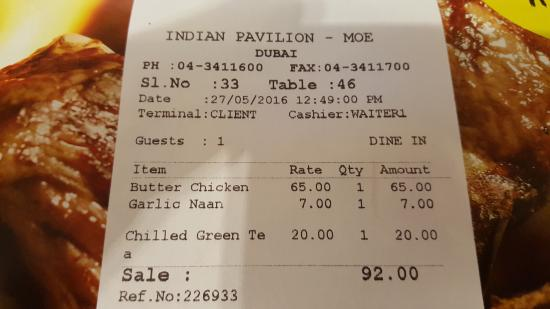 INDIAN PAVILION - MOE
DUBAI
PH :04-3411600 FAX:04-3411700
Sl.No :33 Table :46
Date :27/05/2016 12:49:00 PM
Terminal:CLIENT Cashier:WAITER1
Guests : 1 DINE IN
Item Rate Qty Amount
Butter Chicken 65.00 1 65.00
Garlic Naan 7.00 1 7.00
Chilled Green Te 20.00 1 20.00
a
Sale : 92.00
Ref.No:226933